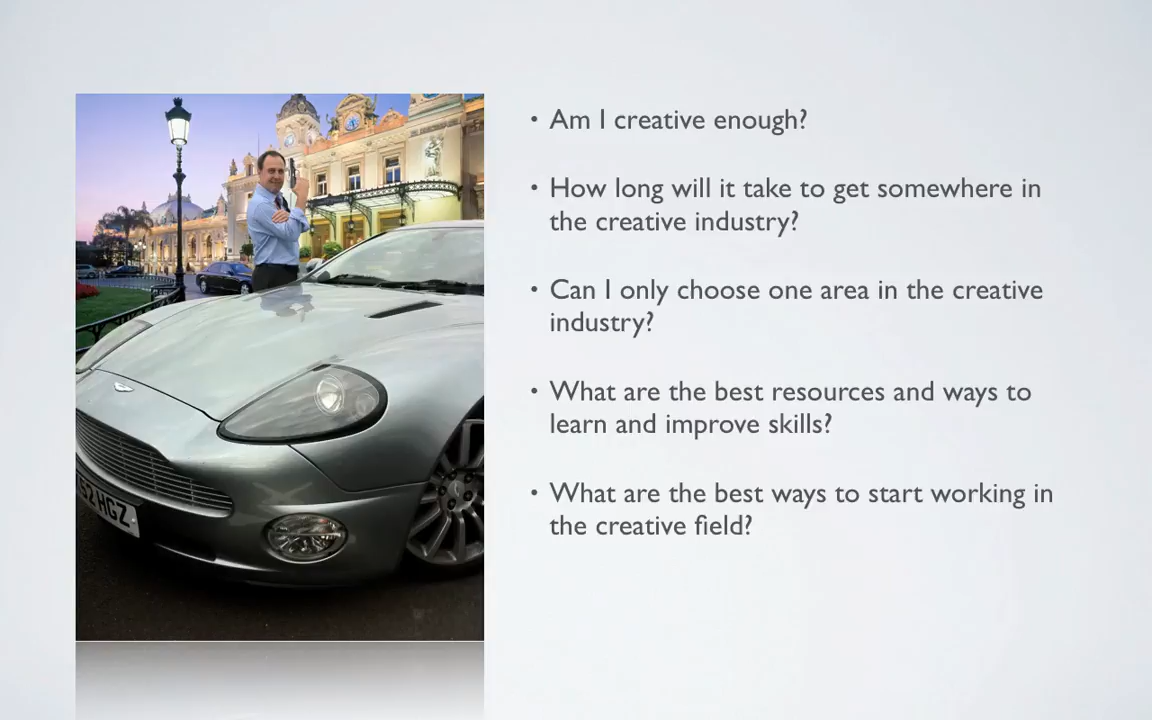 • Am I creative enough?
• How long will it take to get somewhere in
the creative industry?
• Can I only choose one area in the creative
industry?
• What are the best resources and ways to
learn and improve skills?
• What are the best ways to start working in
the creative field?
52 HGZ